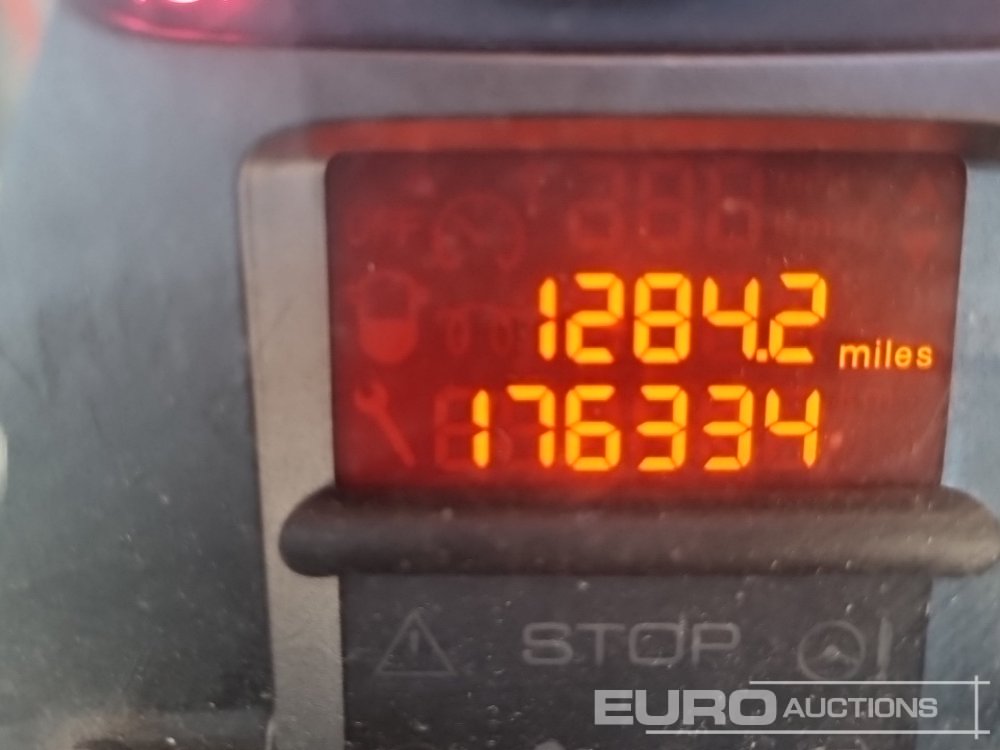 1284.2 miles
176334
STOP
EURO AUCTIONS